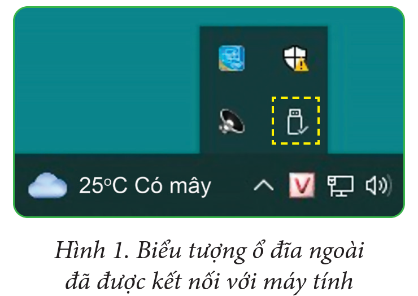 25°C Có mây
V
Hình 1. Biểu tượng ổ đĩa ngoài
đã được kết nối với máy tính